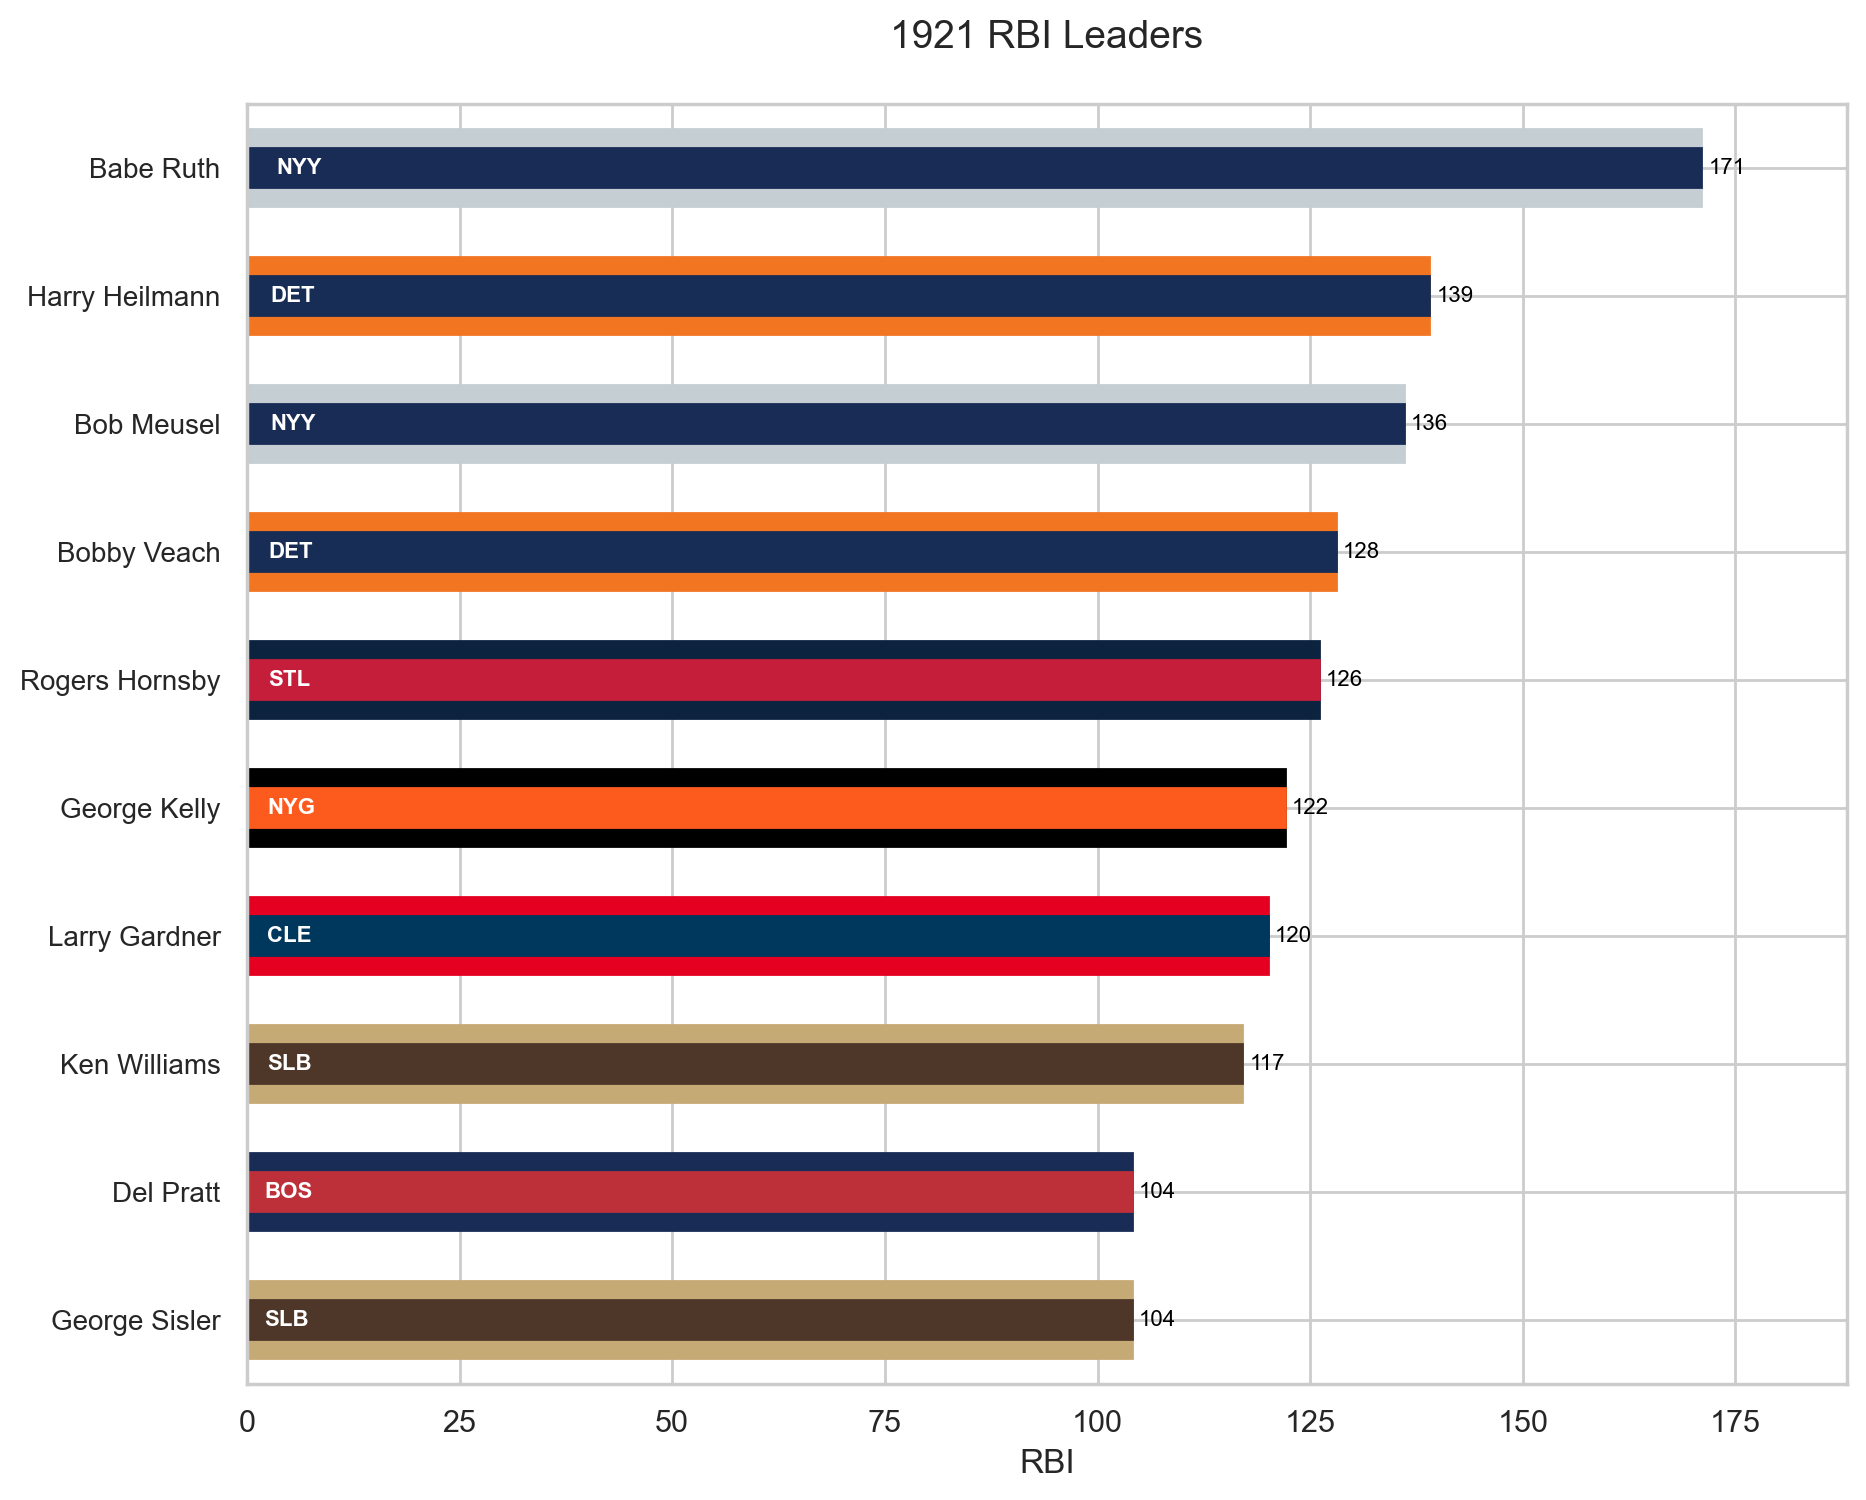 1921 RBI Leaders
Babe Ruth NYY 171
Harry Heilmann DET 139
Bob Meusel NYY 136
Bobby Veach DET 128
Rogers Hornsby STL 126
George Kelly NYG 122
Larry Gardner CLE 120
Ken Williams SLB 117
Del Pratt BOS 104
George Sisler SLB 104
0 25 50 75 100 125 150 175
RBI